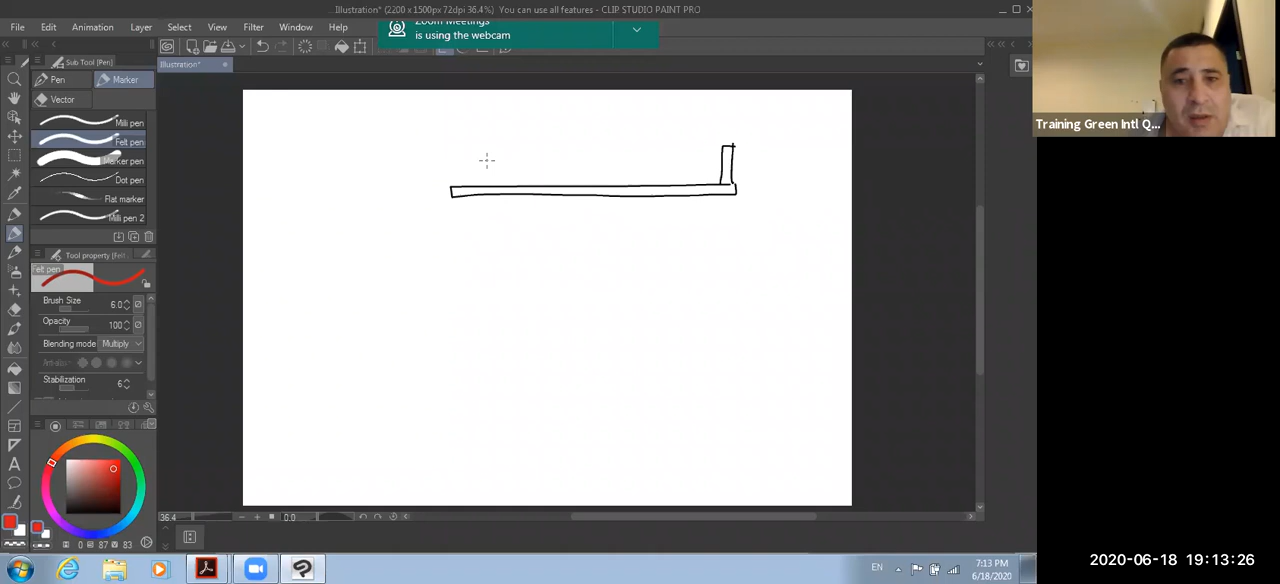 Illustration* (2200 x 1500px 72dpi 36.4%)  You can use all features - CLIP STUDIO PAINT PRO
File Edit Animation Layer Select View Filter Window Help
Zoom Meetings
is using the webcam
Sub Tool [Pen]
Illustration*
Pen Marker
Vector
Milli pen
Felt pen
Marker pen
Dot pen
Flat marker
Milli pen 2
Tool property [Felt
Felt pen
Brush Size 6.0
Opacity 100
Blending mode Multiply
Stabilization 6
0 87 83
36.4 0.0
Training Green Intl Q...
EN
7:13 PM
6/18/2020
2020-06-18 19:13:26